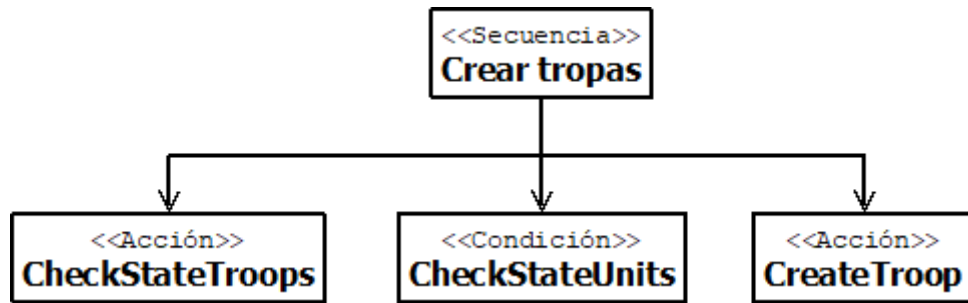 <<Secuencia>>
Crear tropas
<<Acción>>
CheckStateTroops
<<Condición>>
CheckStateUnits
<<Acción>>
CreateTroop